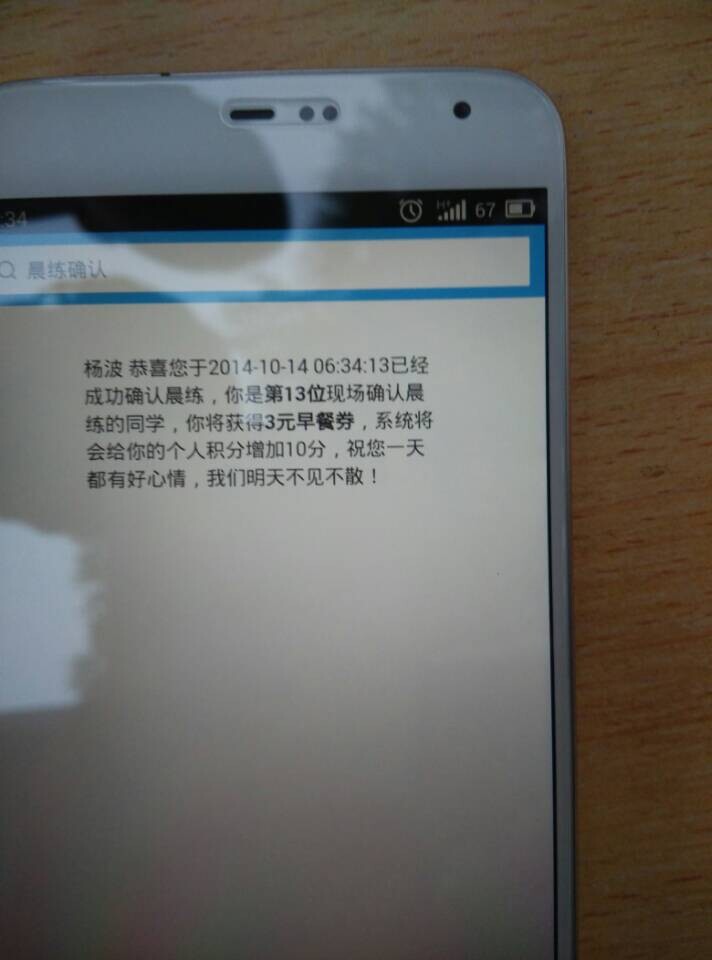 :34 67
晨练确认
杨波 恭喜您于2014-10-14 06:34:13已经
成功确认晨练，你是第13位现场确认晨
练的同学，你将获得3元早餐券，系统将
会给你的个人积分增加10分，祝您一天
都有好心情，我们明天不见不散！